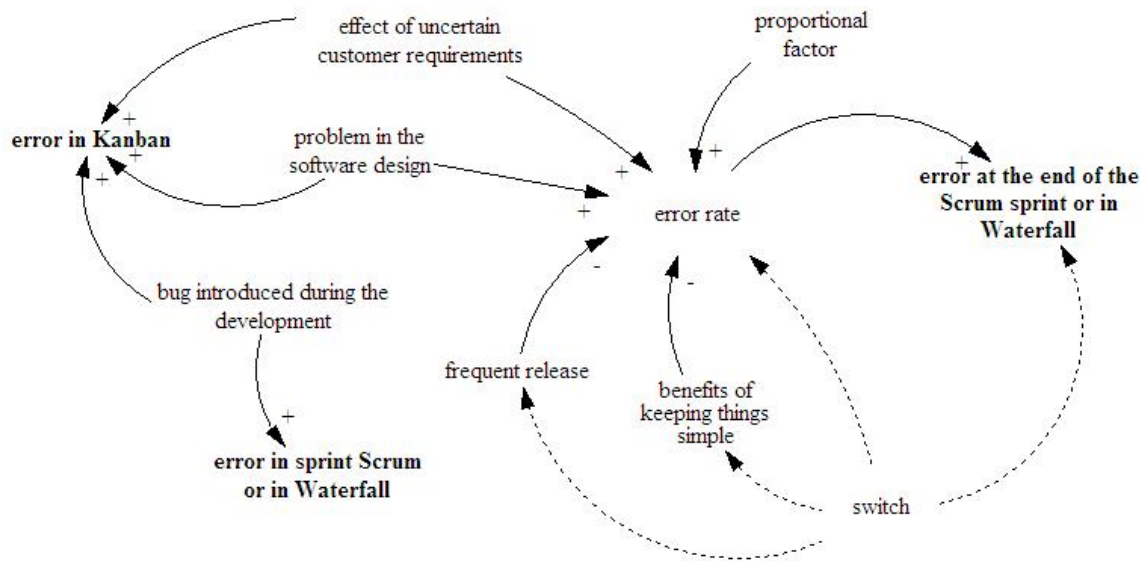 effect of uncertain
customer requirements
proportional
factor
+
error in Kanban
+
+
problem in the
software design
+
+
+
error at the end of the
Scrum sprint or in
Waterfall
+
+
error rate
-
-
bug introduced during the
development
frequent release
benefits of
keeping things
simple
+
error in sprint Scrum
or in Waterfall
switch